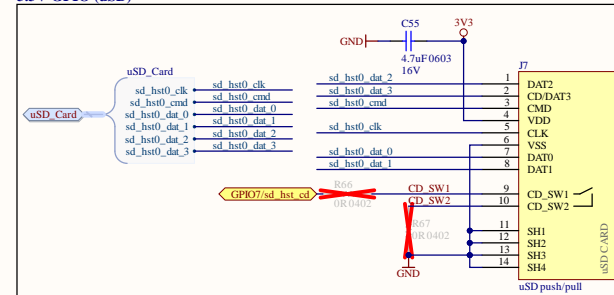 C55
3V3
GND
4.7uF 0603
16V
J7
uSD_Card
sd_hst0_clk
sd_hst0_cmd
sd_hst0_dat_0
sd_hst0_dat_1
sd_hst0_dat_2
sd_hst0_dat_3
uSD_Card
sd_hst0_clk
sd_hst0_cmd
sd_hst0_dat_0
sd_hst0_dat_1
sd_hst0_dat_2
sd_hst0_dat_3
sd_hst0_dat_2
sd_hst0_dat_3
sd_hst0_cmd
sd_hst0_clk
sd_hst0_dat_0
sd_hst0_dat_1
1 DAT2
2 CD/DAT3
3 CMD
4 VDD
5 CLK
6 VSS
7 DAT0
8 DAT1
GPIO7/sd_hst_cd
R66
0R 0402
CD_SW1
CD_SW2
9 CD_SW1
10 CD_SW2
R67
0R 0402
GND
11 SH1
12 SH2
13 SH3
14 SH4
uSD CARD
uSD push/pull